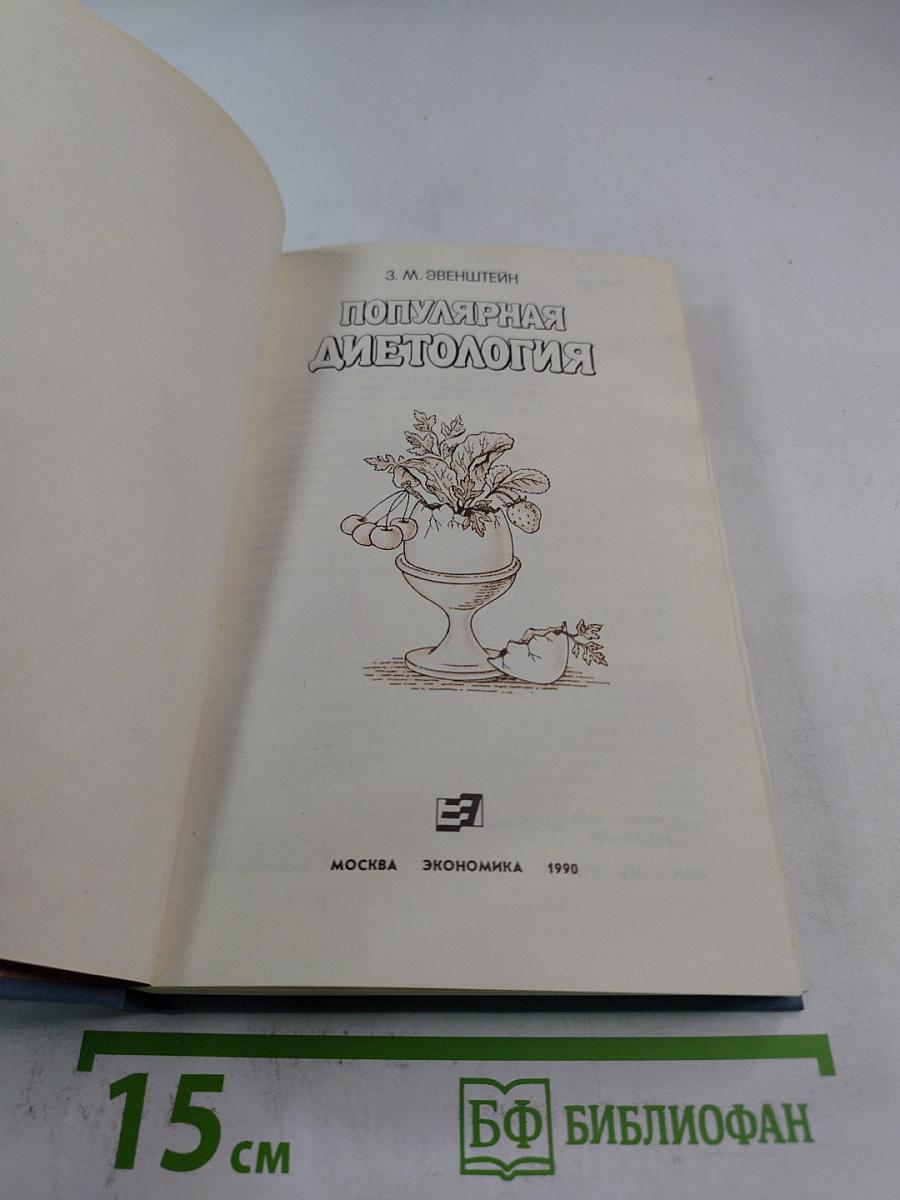 З. М. ЭВЕНШТЕЙН
ПОПУЛЯРНАЯ
ДИЕТОЛОГИЯ
МОСКВА ЭКОНОМИКА 1990
15 см
БФ БИБЛИОФАН